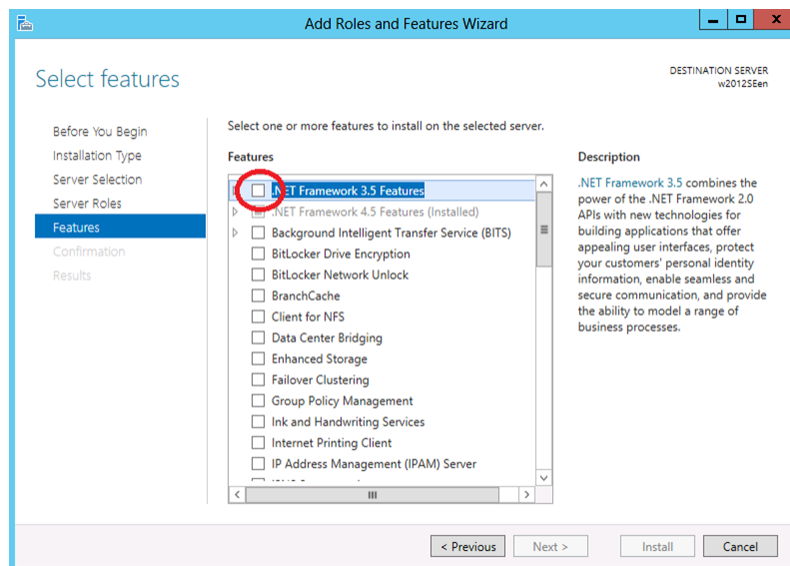 Add Roles and Features Wizard
Select features
DESTINATION SERVER
w2012SEen
Before You Begin
Installation Type
Server Selection
Server Roles
Features
Confirmation
Results
Select one or more features to install on the selected server.
Features
.NET Framework 3.5 Features
.NET Framework 4.5 Features (Installed)
Background Intelligent Transfer Service (BITS)
BitLocker Drive Encryption
BitLocker Network Unlock
BranchCache
Client for NFS
Data Center Bridging
Enhanced Storage
Failover Clustering
Group Policy Management
Ink and Handwriting Services
Internet Printing Client
IP Address Management (IPAM) Server
Description
.NET Framework 3.5 combines the
power of the .NET Framework 2.0
APIs with new technologies for
building applications that offer
appealing user interfaces, protect
your customers' personal identity
information, enable seamless and
secure communication, and provide
the ability to model a range of
business processes.
< Previous
Next >
Install
Cancel